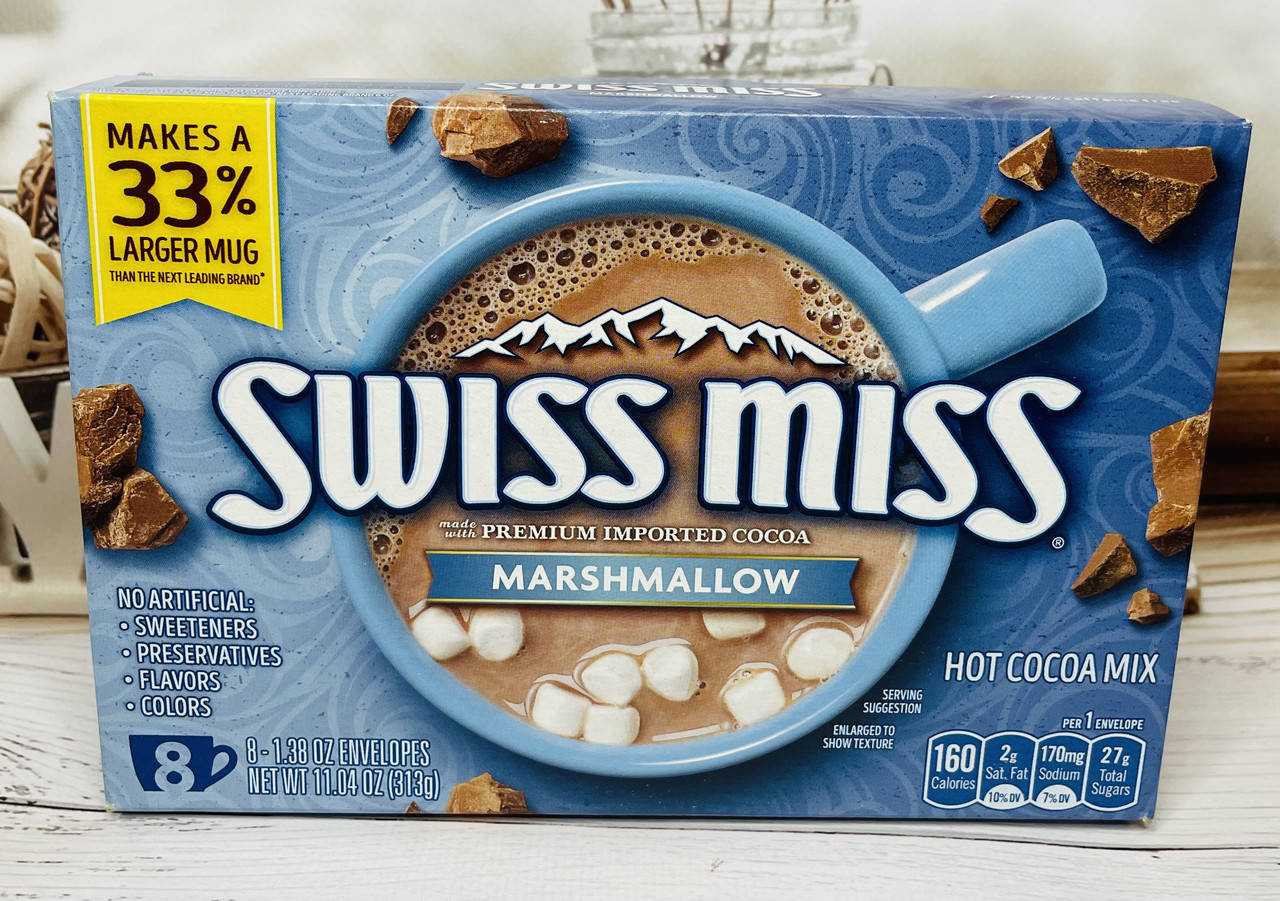 SWISS MISS
MAKES A
33%
LARGER MUG
THAN THE NEXT LEADING BRAND*
SWISS MISS®
made with PREMIUM IMPORTED COCOA
MARSHMALLOW
NO ARTIFICIAL:
• SWEETENERS
• PRESERVATIVES
• FLAVORS
• COLORS
8
8 - 1.38 OZ ENVELOPES
NET WT 11.04 OZ (313g)
SERVING
SUGGESTION
ENLARGED TO
SHOW TEXTURE
HOT COCOA MIX
PER 1 ENVELOPE
160 Calories
2g Sat. Fat 10% DV
170mg Sodium 7% DV
27g Total Sugars